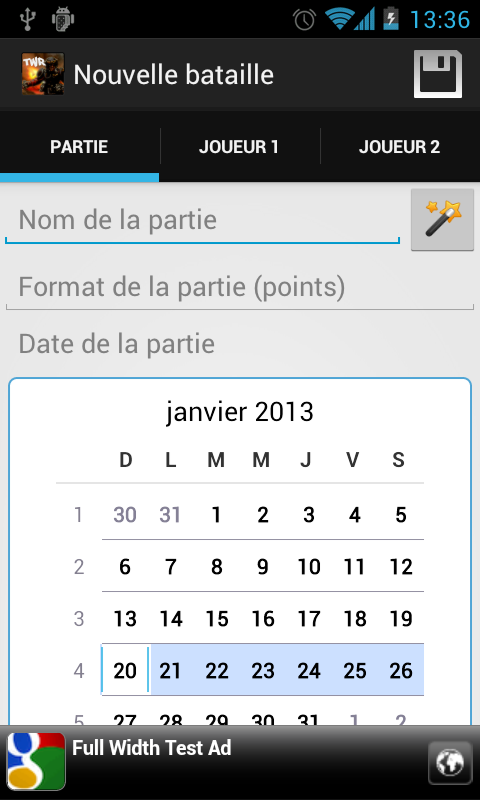 13:36
TWR
Nouvelle bataille
PARTIE JOUEUR 1 JOUEUR 2
Nom de la partie
Format de la partie (points)
Date de la partie
janvier 2013
D L M M J V S
1 30 31 1 2 3 4 5
2 6 7 8 9 10 11 12
3 13 14 15 16 17 18 19
4 20 21 22 23 24 25 26
5 27 28 29 30 31 1 2
g Full Width Test Ad